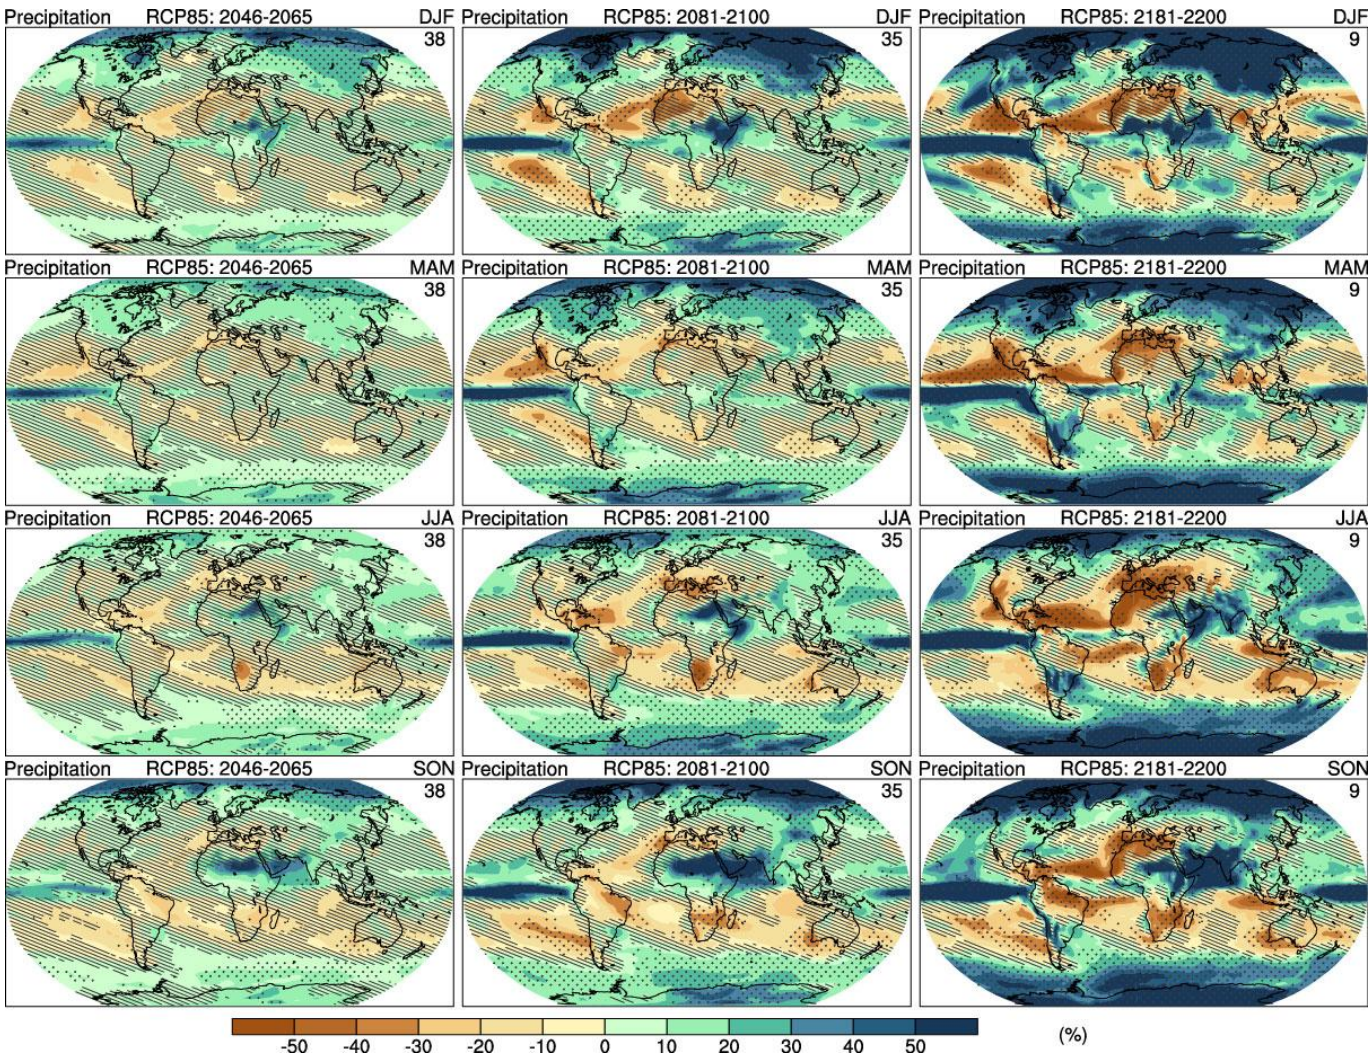 Precipitation RCP85: 2046-2065 DJF Precipitation RCP85: 2081-2100 DJF Precipitation RCP85: 2181-2200 DJF
38 35 9
Precipitation RCP85: 2046-2065 MAM Precipitation RCP85: 2081-2100 MAM Precipitation RCP85: 2181-2200 MAM
38 35 9
Precipitation RCP85: 2046-2065 JJA Precipitation RCP85: 2081-2100 JJA Precipitation RCP85: 2181-2200 JJA
38 35 9
Precipitation RCP85: 2046-2065 SON Precipitation RCP85: 2081-2100 SON Precipitation RCP85: 2181-2200 SON
38 35 9
-50 -40 -30 -20 -10 0 10 20 30 40 50 (%)